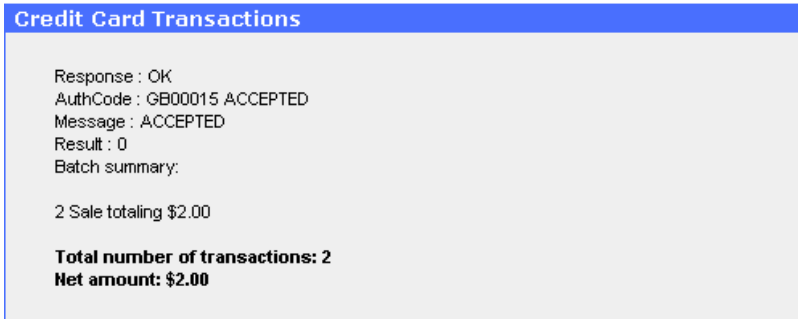 Credit Card Transactions
Response : OK
AuthCode : GB00015 ACCEPTED
Message : ACCEPTED
Result : 0
Batch summary:
2 Sale totaling $2.00
Total number of transactions: 2
Net amount: $2.00